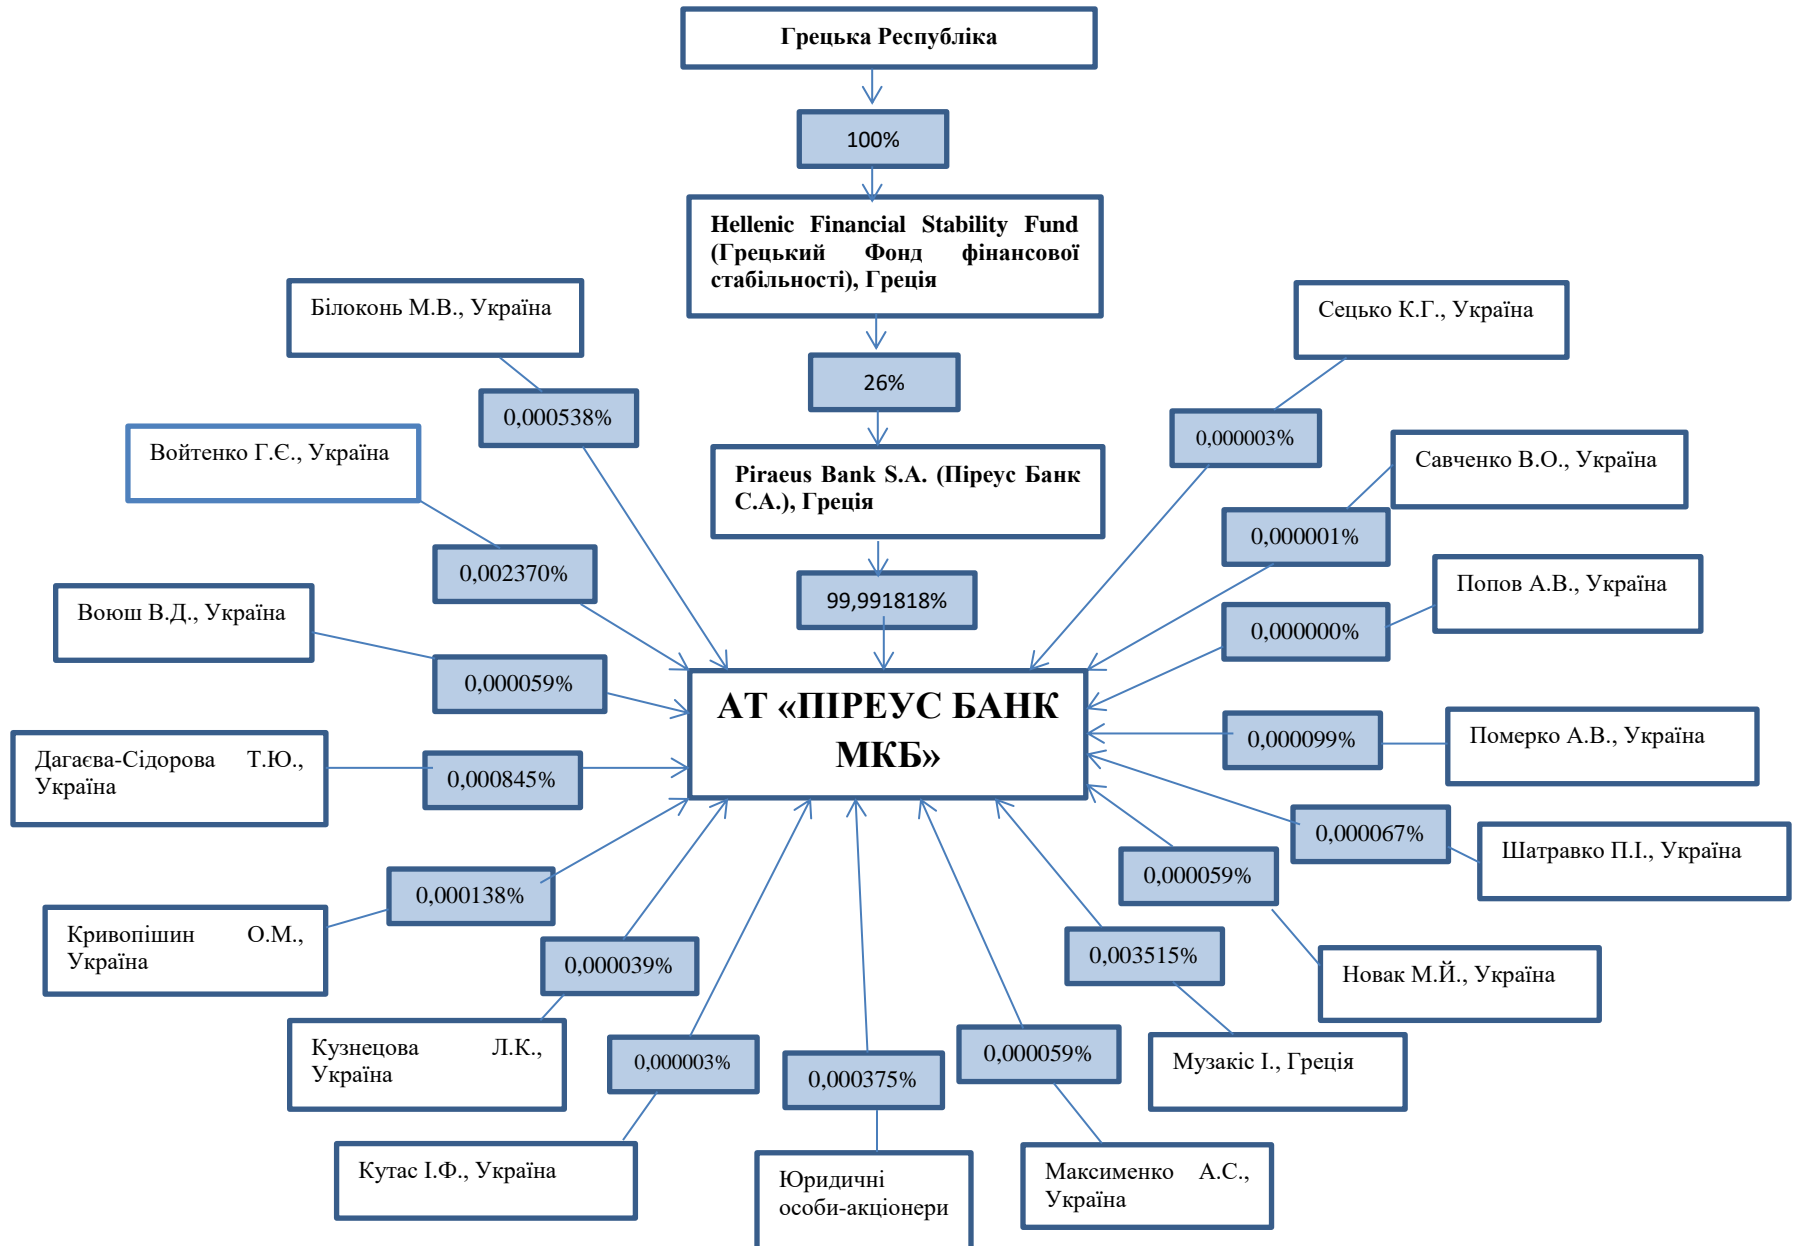 Грецька Республіка
100%
Hellenic Financial Stability Fund
(Грецький Фонд фінансової
стабільності), Греція
26%
Piraeus Bank S.A. (Піреус Банк
С.А.), Греція
99,991818%
АТ «ПІРЕУС БАНК
МКБ»
Білоконь М.В., Україна
0,000538%
Войтенко Г.Є., Україна
0,002370%
Воюш В.Д., Україна
0,000059%
Дагаєва-Сідорова Т.Ю.,
Україна
0,000845%
Кривопішин О.М.,
Україна
0,000138%
Кузнецова Л.К.,
Україна
0,000039%
Кутас І.Ф., Україна
0,000003%
Юридичні
особи-акціонери
0,000375%
Максименко А.С.,
Україна
0,000059%
Музакіс І., Греція
0,003515%
Новак М.Й., Україна
0,000059%
Шатравко П.І., Україна
0,000067%
Померко А.В., Україна
0,000099%
Попов А.В., Україна
0,000000%
Савченко В.О., Україна
0,000001%
Сецько К.Г., Україна
0,000003%